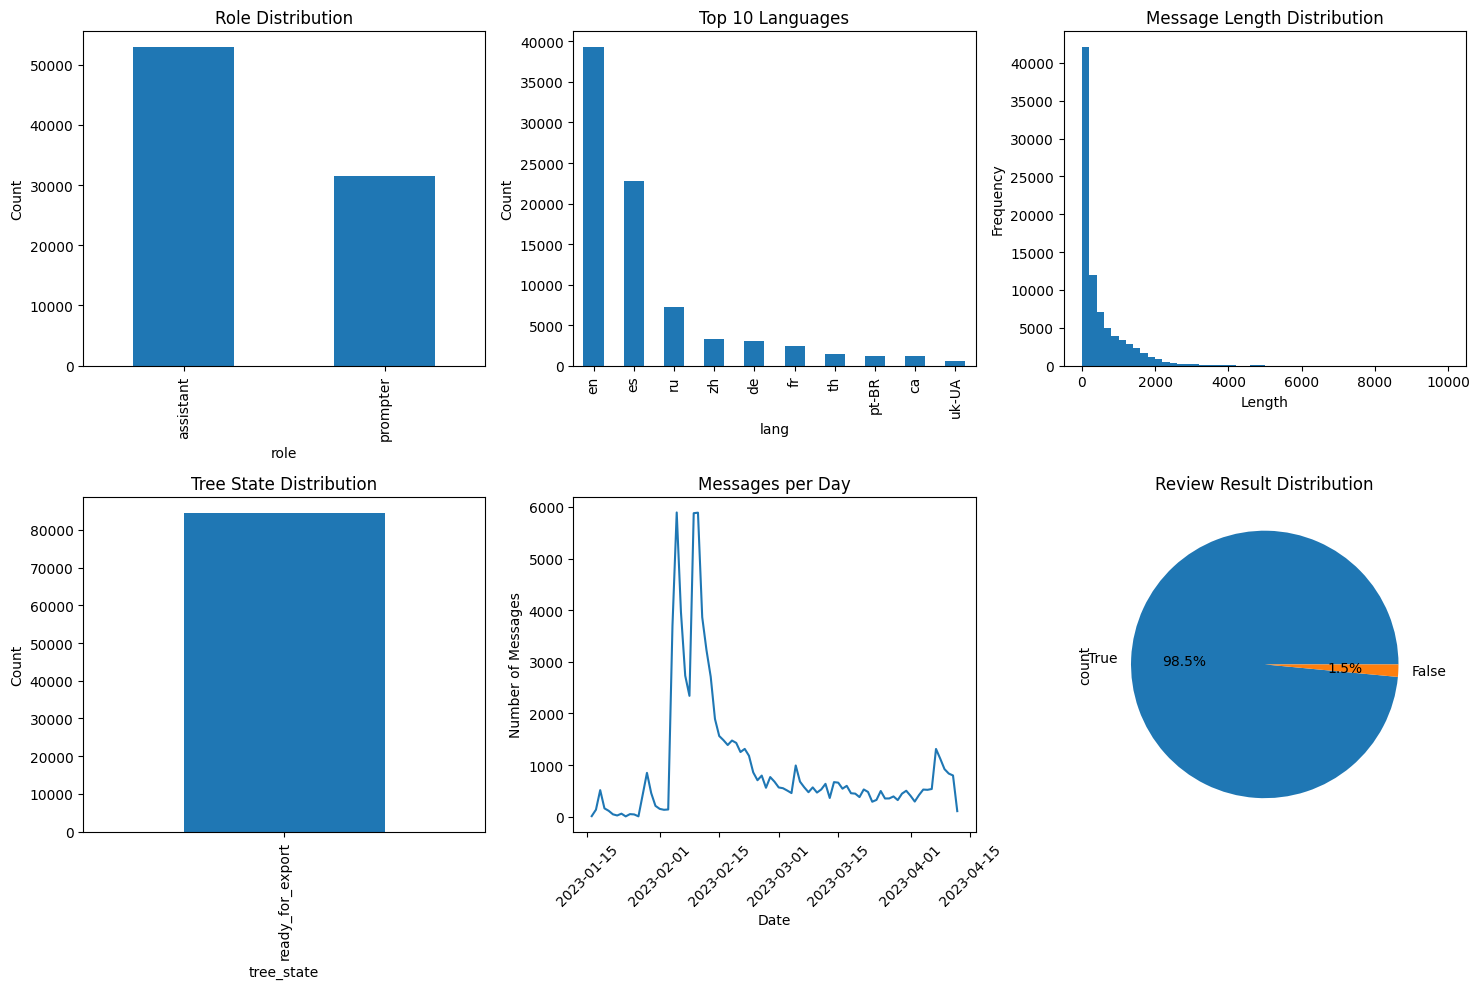 Role Distribution
Count
50000
40000
30000
20000
10000
0
assistant
prompter
role
Top 10 Languages
Count
40000
35000
30000
25000
20000
15000
10000
5000
0
en
es
ru
zh
de
fr
th
pt-BR
ca
uk-UA
lang
Message Length Distribution
Frequency
40000
35000
30000
25000
20000
15000
10000
5000
0
0 2000 4000 6000 8000 10000
Length
Tree State Distribution
Count
80000
70000
60000
50000
40000
30000
20000
10000
0
ready_for_export
tree_state
Messages per Day
Number of Messages
6000
5000
4000
3000
2000
1000
0
2023-01-15
2023-02-01
2023-02-15
2023-03-01
2023-03-15
2023-04-01
2023-04-15
Date
Review Result Distribution
count
True
98.5%
1.5%
False